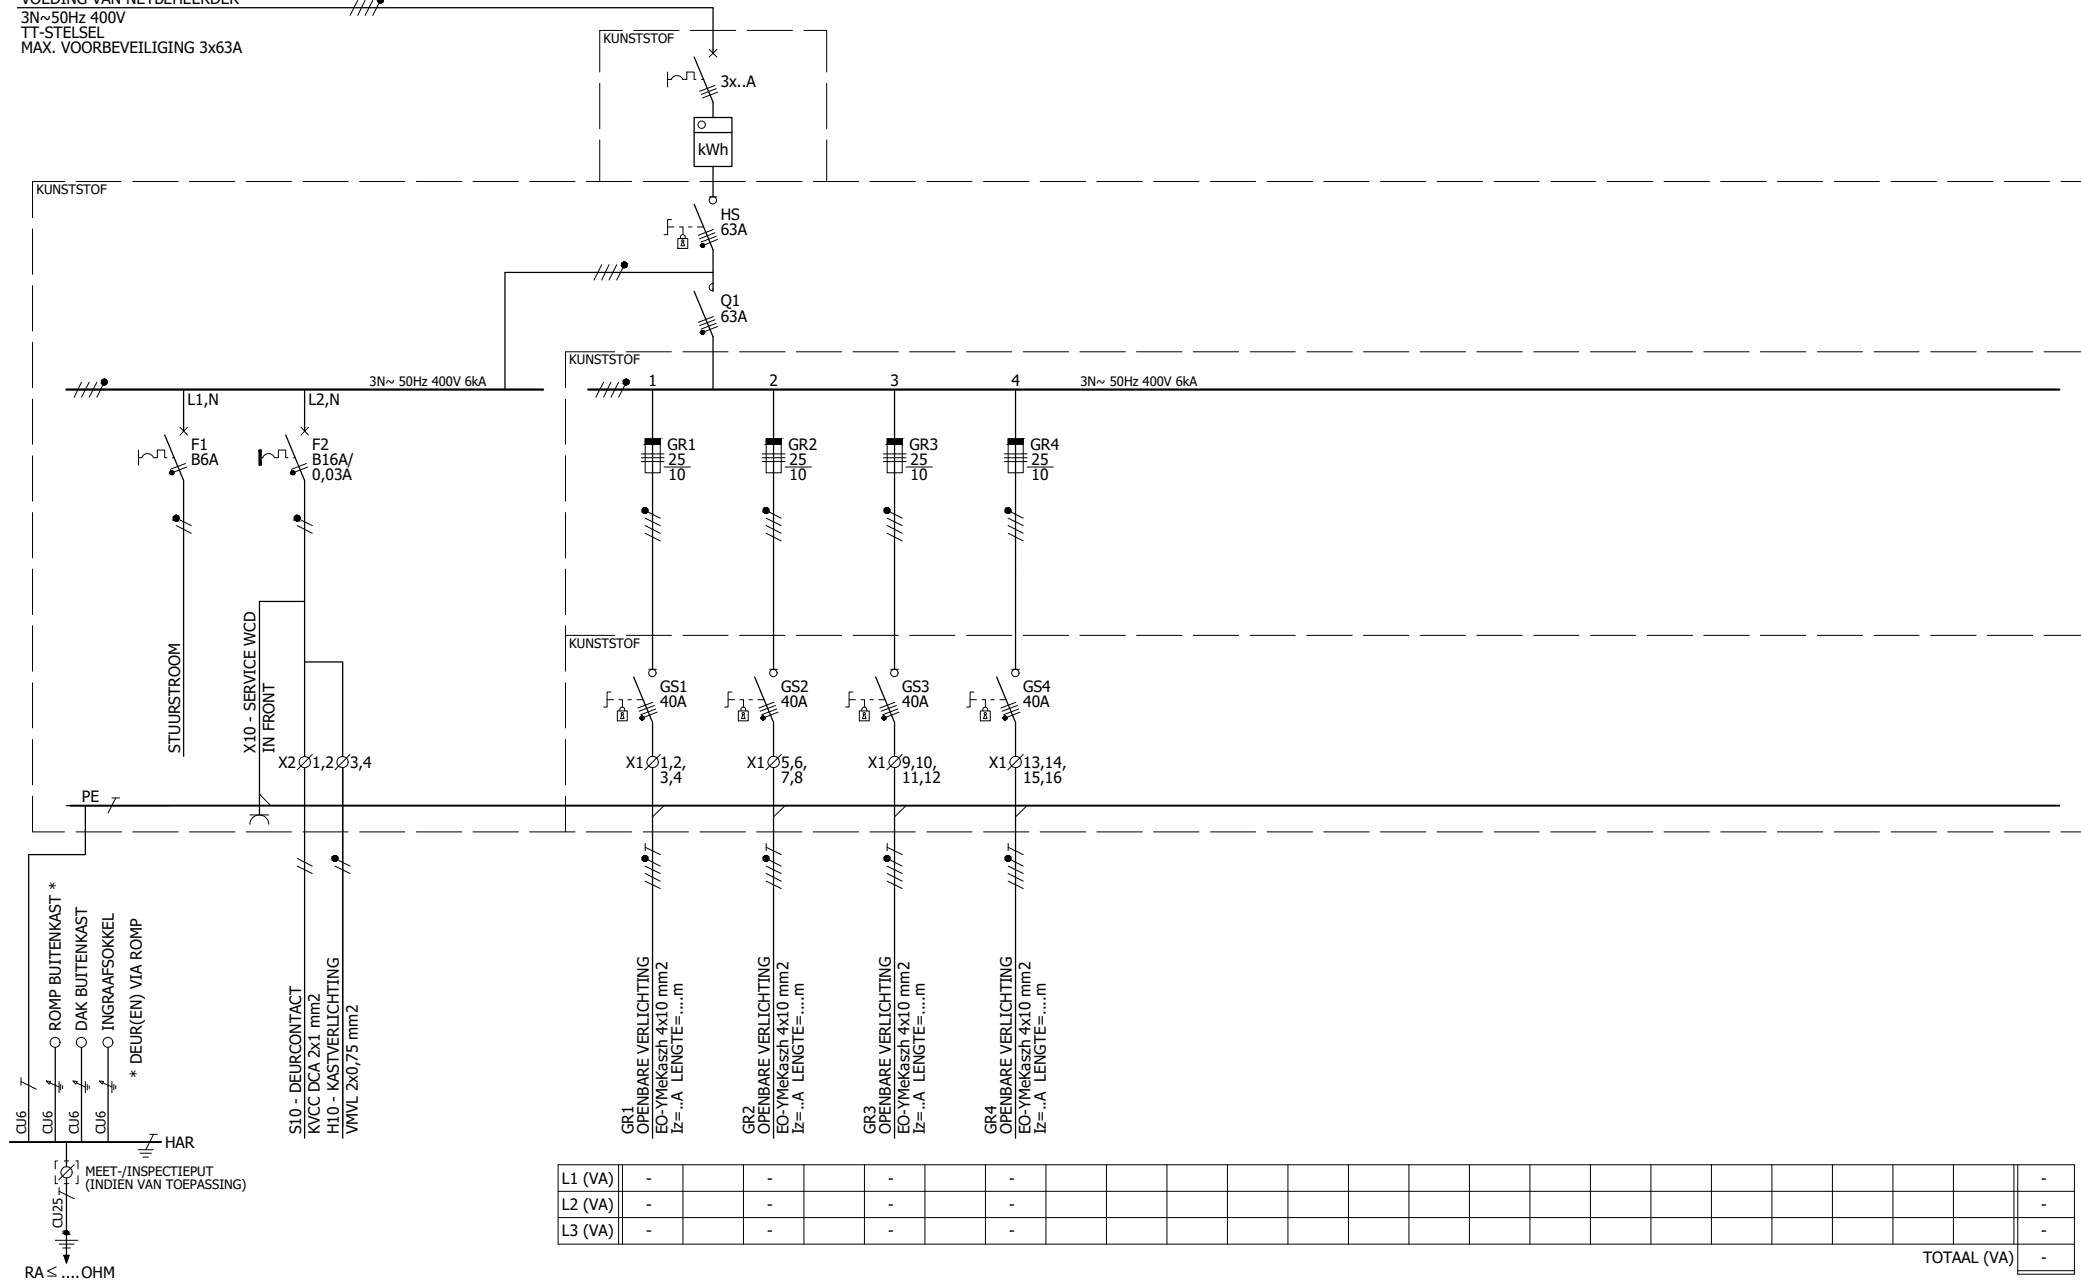 VOEDING VAN NETBEHEERDER
3N~50Hz 400V
TT-STELSEL
MAX. VOORBEVEILIGING 3x63A
KUNSTSTOF
3x..A
kWh
KUNSTSTOF
HS
63A
Q1
63A
KUNSTSTOF
3N~ 50Hz 400V 6kA
1
2
3
4
3N~ 50Hz 400V 6kA
L1,N
L2,N
F1
B6A
F2
B16A/
0,03A
GR1
25
10
GR2
25
10
GR3
25
10
GR4
25
10
STUURSTROOM
X10 - SERVICE WCD
IN FRONT
KUNSTSTOF
GS1
40A
GS2
40A
GS3
40A
GS4
40A
X2
1,2
3,4
X1
1,2,
3,4
X1
5,6,
7,8
X1
9,10,
11,12
X1
13,14,
15,16
PE
CU6
CU6
ROMP BUITENKAST *
CU6
DAK BUITENKAST
CU6
INGRAAFSOKKEL
* DEUR(EN) VIA ROMP
S10 - DEURCONTACT
KVCC DCA 2x1 mm2
H10 - KASTVERLICHTING
VMVL 2x0,75 mm2
GR1
OPENBARE VERLICHTING
EO-YMeKaszh 4x10 mm2
Iz=..A LENGTE=....m
GR2
OPENBARE VERLICHTING
EO-YMeKaszh 4x10 mm2
Iz=..A LENGTE=....m
GR3
OPENBARE VERLICHTING
EO-YMeKaszh 4x10 mm2
Iz=..A LENGTE=....m
GR4
OPENBARE VERLICHTING
EO-YMeKaszh 4x10 mm2
Iz=..A LENGTE=....m
HAR
MEET-/INSPECTIEPUT
(INDIEN VAN TOEPASSING)
CU25
RA≤ ....OHM
L1 (VA) - - - - -
L2 (VA) - - - - -
L3 (VA) - - - - -
TOTAAL (VA) -